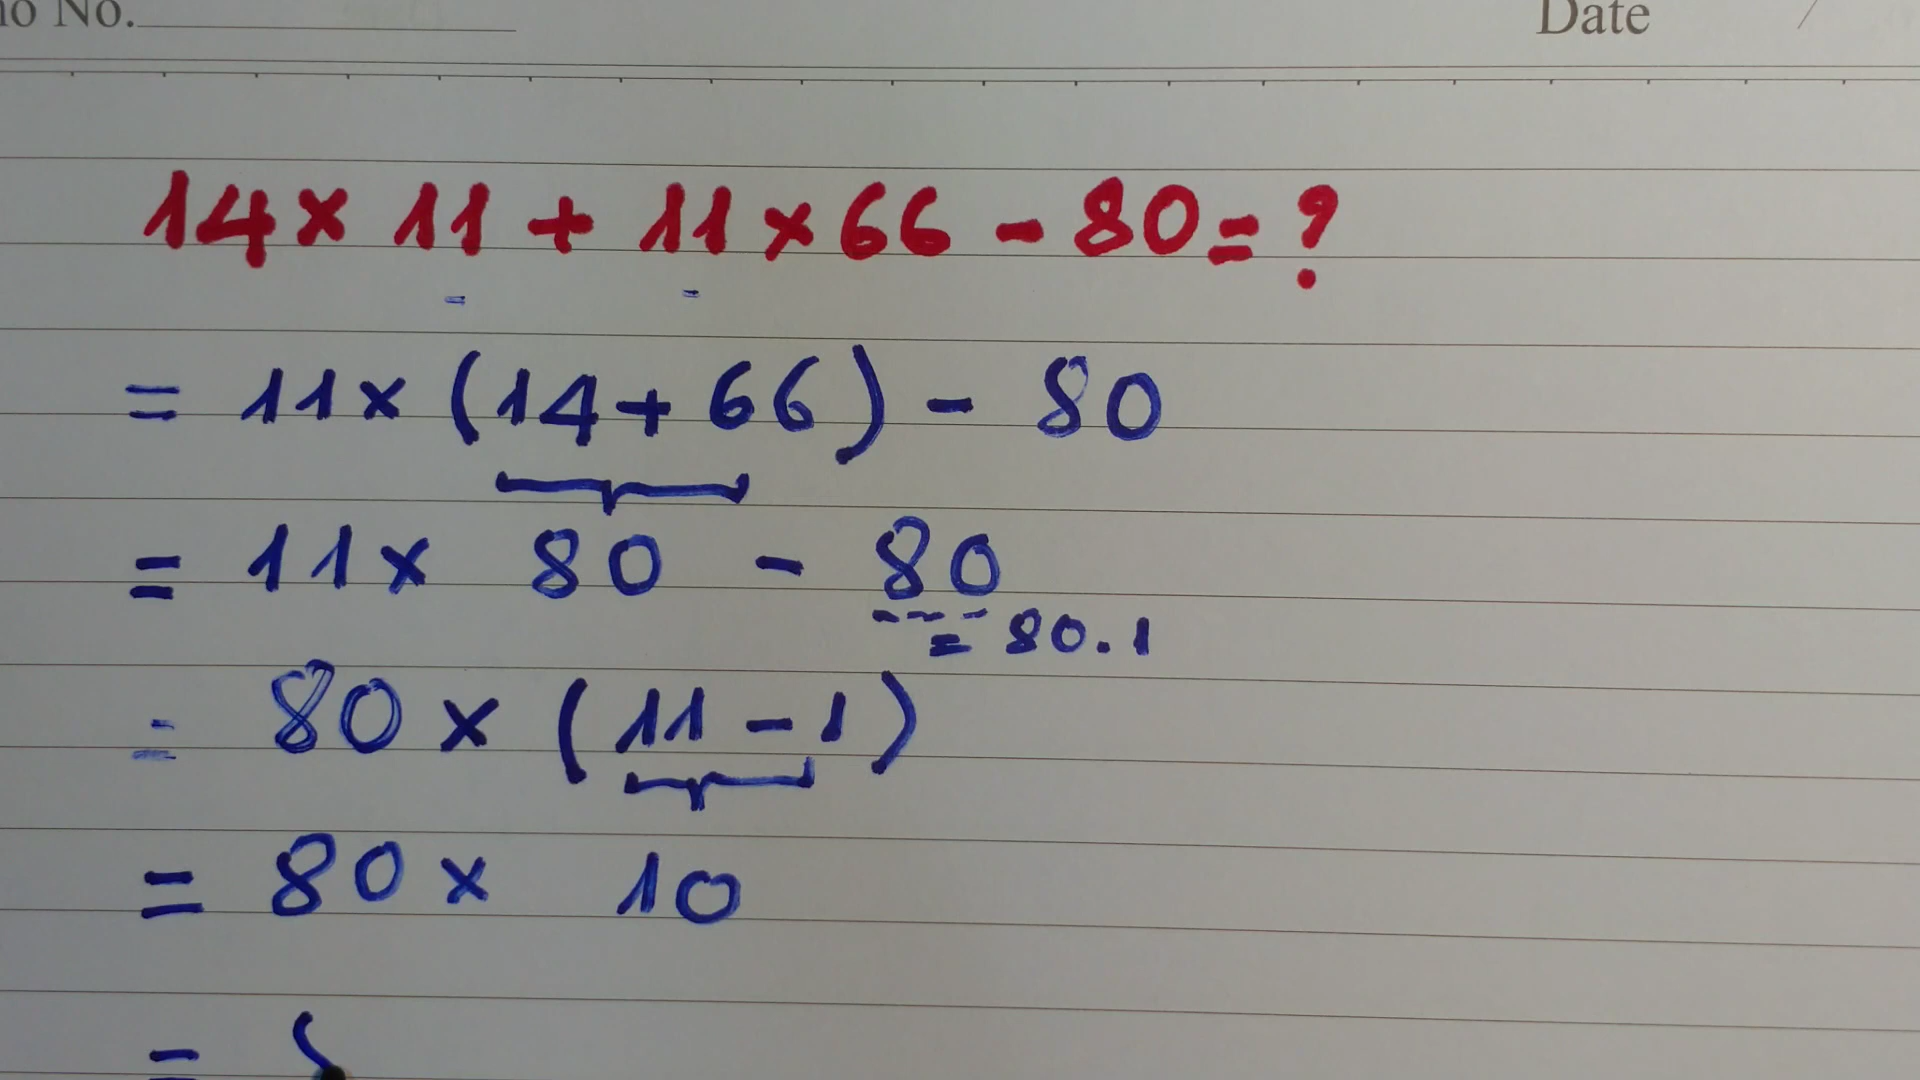 No. Date /
14 × 11 + 11 × 66 - 80 = ?
= 11 × (14 + 66) - 80
= 11 × 80 - 80
= 80.1
= 80 × (11 - 1)
= 80 × 10
=